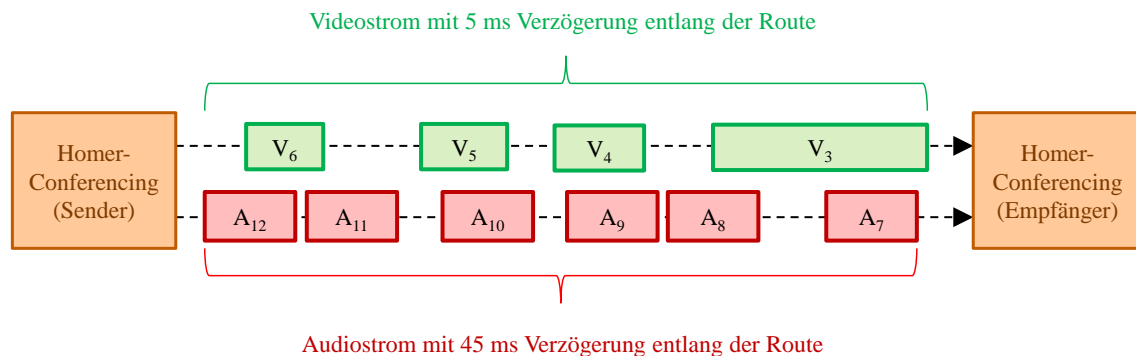 Videostrom mit 5 ms Verzögerung entlang der Route
Homer-
Conferencing
(Sender)
V6 V5 V4 V3
A12 A11 A10 A9 A8 A7
Homer-
Conferencing
(Empfänger)
Audiostrom mit 45 ms Verzögerung entlang der Route